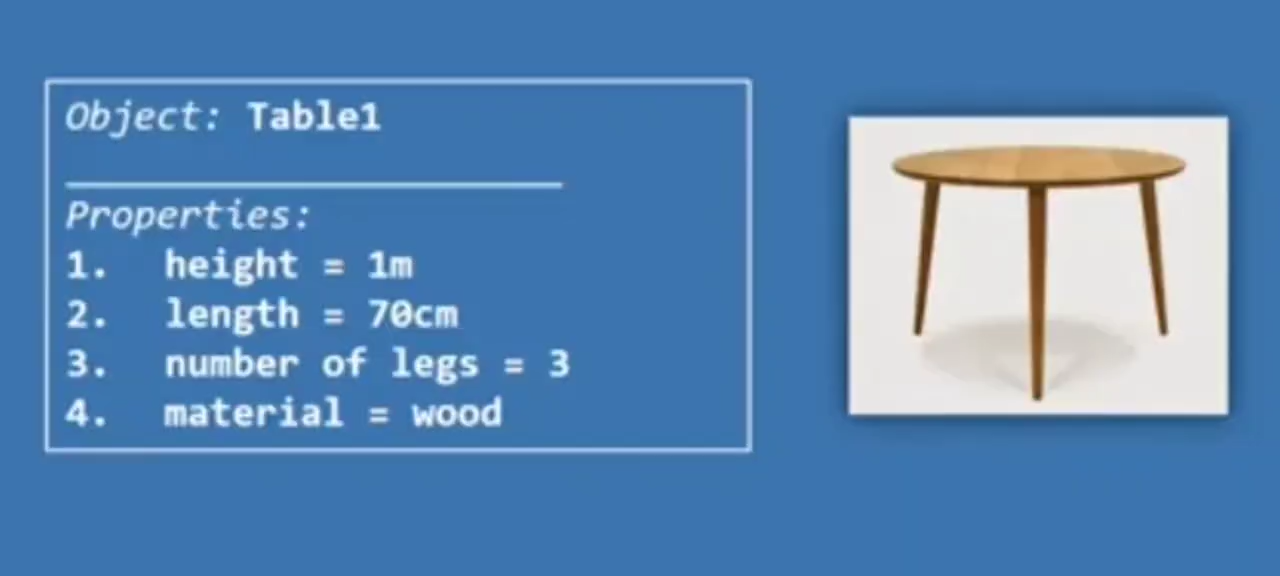 Object: Table1
Properties:
1. height = 1m
2. length = 70cm
3. number of legs = 3
4. material = wood